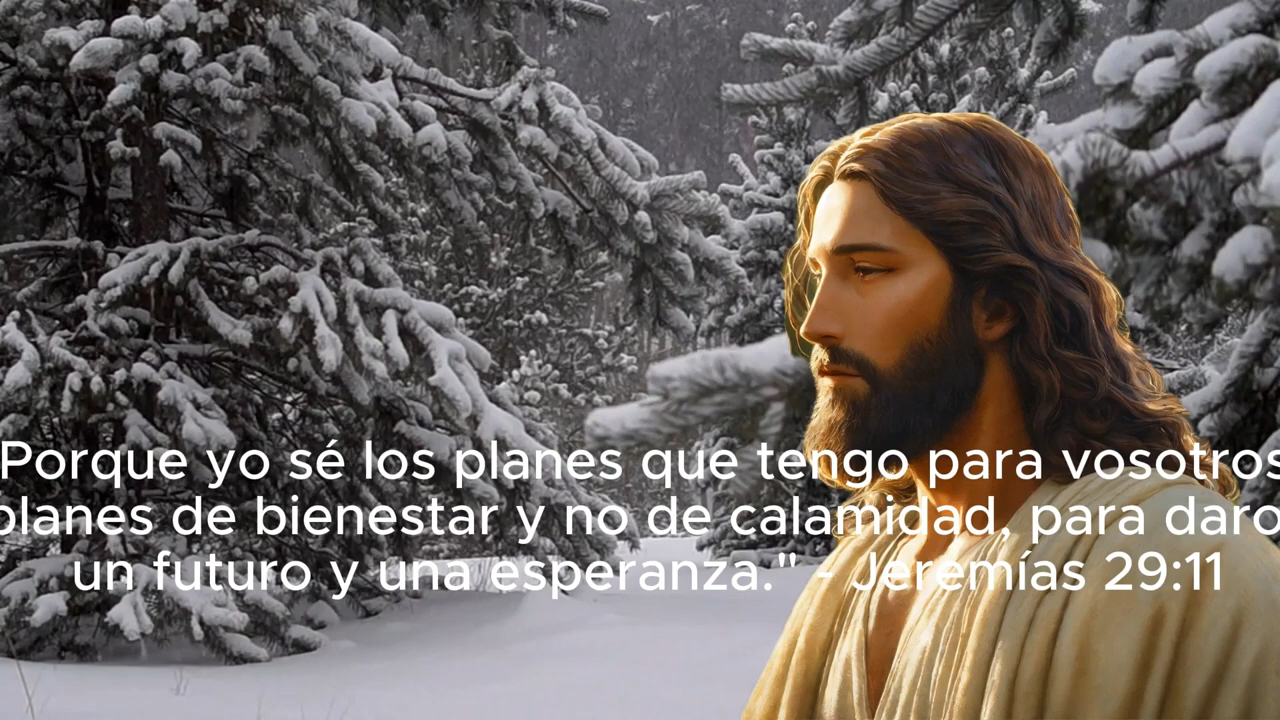 Porque yo sé los planes que tengo para vosotros
planes de bienestar y no de calamidad, para daro
un futuro y una esperanza." - Jeremías 29:11